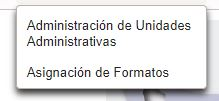 Administración de Unidades
Administrativas
Asignación de Formatos